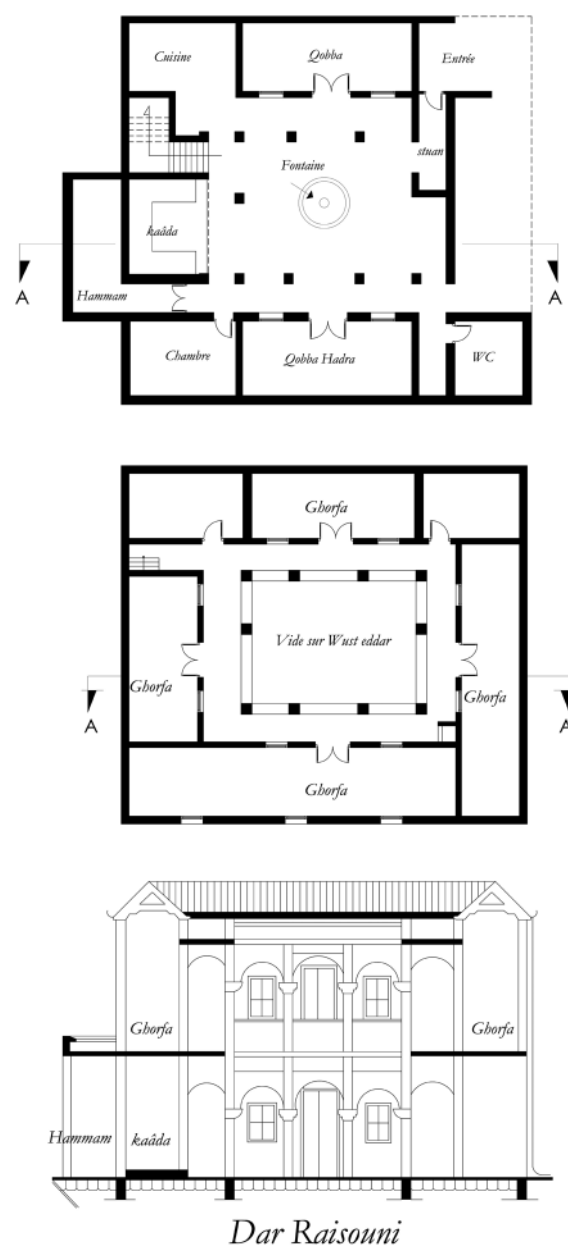 Cuisine
Qobba
Entrée
stuan
Fontaine
kaâda
A
A
Hammam
Chambre
Qobba Hadra
WC
Ghorfa
Vide sur Wust eddar
Ghorfa
Ghorfa
A
A
Ghorfa
Ghorfa
Ghorfa
Hammam
kaâda
Dar Raisouni